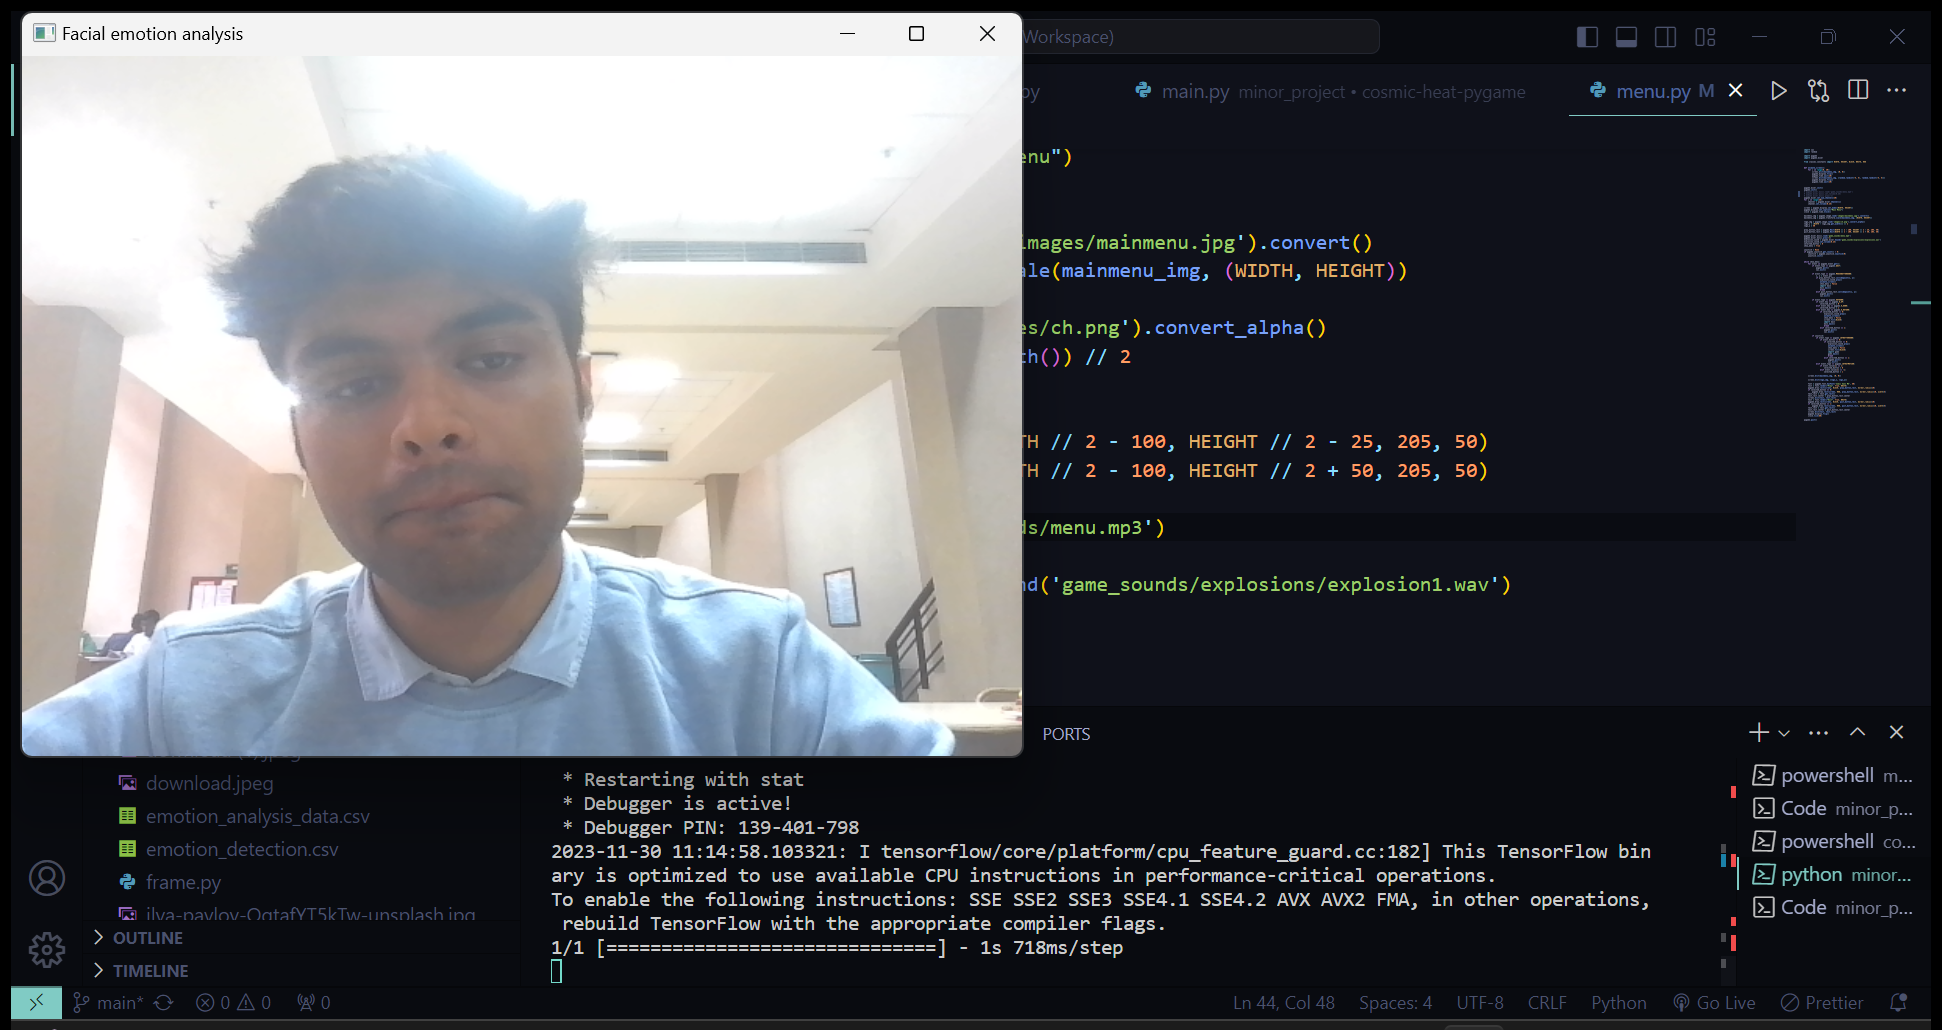 Facial emotion analysis
Workspace)
py
main.py minor_project • cosmic-heat-pygame
menu.py M
enu")
images/mainmenu.jpg').convert()
ale(mainmenu_img, (WIDTH, HEIGHT))
es/ch.png').convert_alpha()
th()) // 2
TH // 2 - 100, HEIGHT // 2 - 25, 205, 50)
TH // 2 - 100, HEIGHT // 2 + 50, 205, 50)
ds/menu.mp3')
nd('game_sounds/explosions/explosion1.wav')
PORTS
download.jpeg
emotion_analysis_data.csv
emotion_detection.csv
frame.py
ilya-pavlov-OqtafYT5kTw-unsplash.jpg
OUTLINE
TIMELINE
* Restarting with stat
* Debugger is active!
* Debugger PIN: 139-401-798
2023-11-30 11:14:58.103321: I tensorflow/core/platform/cpu_feature_guard.cc:182] This TensorFlow bin
ary is optimized to use available CPU instructions in performance-critical operations.
To enable the following instructions: SSE SSE2 SSE3 SSE4.1 SSE4.2 AVX AVX2 FMA, in other operations,
rebuild TensorFlow with the appropriate compiler flags.
1/1 [==============================] - 1s 718ms/step
powershell m...
Code minor_p...
powershell co...
python minor...
Code minor_p...
main* 0 0 0
Ln 44, Col 48 Spaces: 4 UTF-8 CRLF Python Go Live Prettier